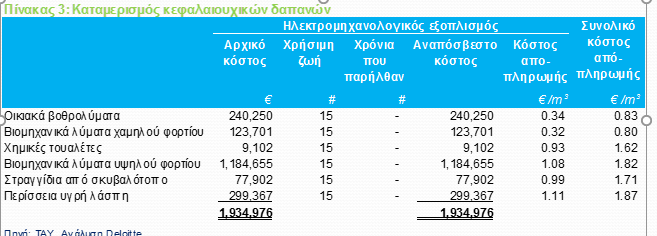 Πίνακας 3: Καταμερισμός κεφαλαιουχικών δαπανών
Ηλεκτρομηχανολογικός εξοπλισμός Συνολικό κόστος από-πληρωμής
Αρχικό κόστος Χρήσιμη ζωή Χρόνια που παρήλθαν Αναπόσβεστο κόστος Κόστος απο-πληρωμής
€ # # € €/m³ €/m³
Οικιακά βοθρολύματα 240,250 15 - 240,250 0.34 0.83
Βιομηχανικά λύματα χαμηλού φορτίου 123,701 15 - 123,701 0.32 0.80
Χημικές τουαλέτες 9,102 15 - 9,102 0.93 1.62
Βιομηχανικά λύματα υψηλού φορτίου 1,184,655 15 - 1,184,655 1.08 1.82
Στραγγίδια από σκυβαλότοπο 77,902 15 - 77,902 0.99 1.71
Περίσσεια υγρή λάσπη 299,367 15 - 299,367 1.11 1.87
1,934,976 1,934,976
Πηγή: ΤΑΥ, Ανάλυση Deloitte